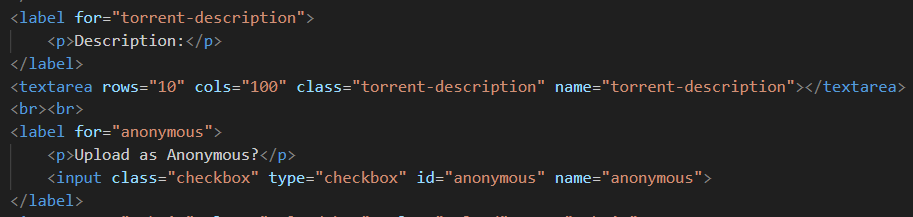 <label for="torrent-description">
    <p>Description:</p>
</label>
<textarea rows="10" cols="100" class="torrent-description" name="torrent-description"></textarea>
<br><br>
<label for="anonymous">
    <p>Upload as Anonymous?</p>
    <input class="checkbox" type="checkbox" id="anonymous" name="anonymous">
</label>